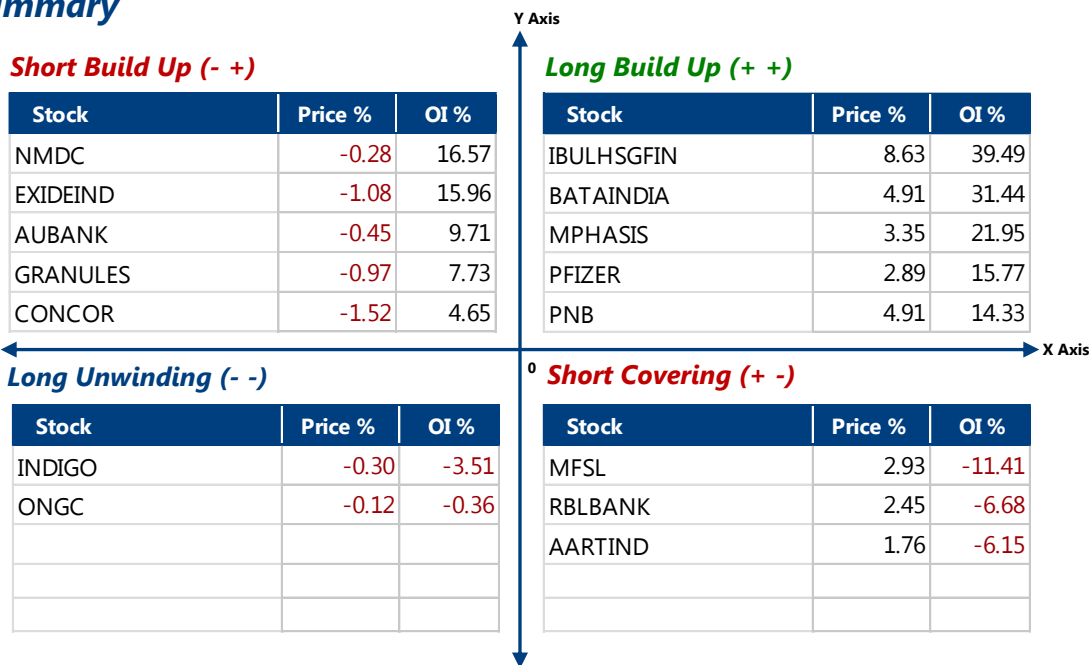 Y Axis
Short Build Up (- +)
Stock Price % OI %
NMDC -0.28 16.57
EXIDEIND -1.08 15.96
AUBANK -0.45 9.71
GRANULES -0.97 7.73
CONCOR -1.52 4.65
Long Build Up (+ +)
Stock Price % OI %
IBULHSGFIN 8.63 39.49
BATAINDIA 4.91 31.44
MPHASIS 3.35 21.95
PFIZER 2.89 15.77
PNB 4.91 14.33
X Axis
0
Long Unwinding (- -)
Stock Price % OI %
INDIGO -0.30 -3.51
ONGC -0.12 -0.36
Short Covering (+ -)
Stock Price % OI %
MFSL 2.93 -11.41
RBLBANK 2.45 -6.68
AARTIND 1.76 -6.15